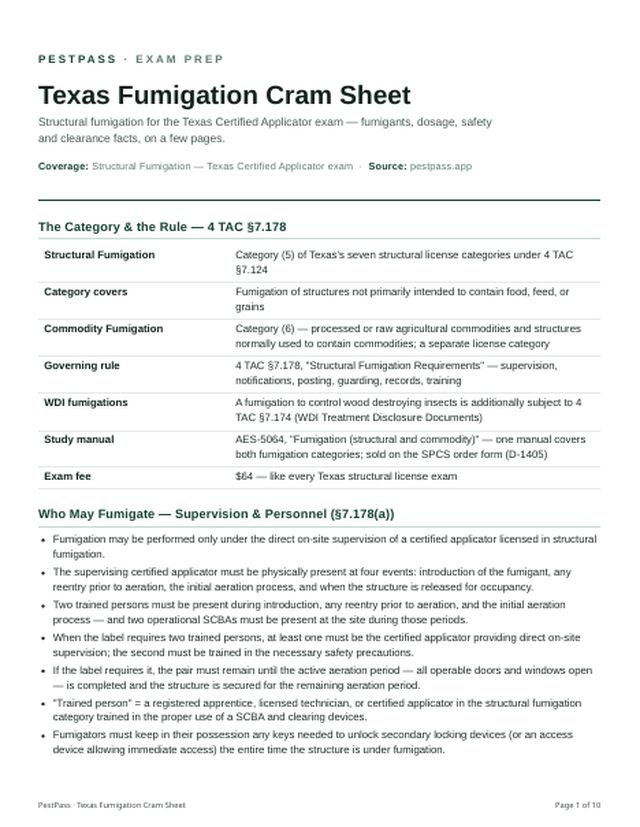 PESTPASS · EXAM PREP
Texas Fumigation Cram Sheet
Structural fumigation for the Texas Certified Applicator exam — fumigants, dosage, safety
and clearance facts, on a few pages.
Coverage: Structural Fumigation — Texas Certified Applicator exam · Source: pestpass.app
The Category & the Rule — 4 TAC §7.178
Structural Fumigation Category (5) of Texas's seven structural license categories under 4 TAC
§7.124
Category covers Fumigation of structures not primarily intended to contain food, feed, or
grains
Commodity Fumigation Category (6) — processed or raw agricultural commodities and structures
normally used to contain commodities; a separate license category
Governing rule 4 TAC §7.178, "Structural Fumigation Requirements" — supervision,
notifications, posting, guarding, records, training
WDI fumigations A fumigation to control wood destroying insects is additionally subject to 4
TAC §7.174 (WDI Treatment Disclosure Documents)
Study manual AES-5064, "Fumigation (structural and commodity)" — one manual covers
both fumigation categories; sold on the SPCS order form (D-1405)
Exam fee $64 — like every Texas structural license exam
Who May Fumigate — Supervision & Personnel (§7.178(a))
• Fumigation may be performed only under the direct on-site supervision of a certified applicator licensed in structural
fumigation.
• The supervising certified applicator must be physically present at four events: introduction of the fumigant, any
reentry prior to aeration, the initial aeration process, and when the structure is released for occupancy.
• Two trained persons must be present during introduction, any reentry prior to aeration, and the initial aeration
process — and two operational SCBAs must be present at the site during those periods.
• When the label requires two trained persons, at least one must be the certified applicator providing direct on-site
supervision; the second must be trained in the necessary safety precautions.
• If the label requires it, the pair must remain until the active aeration period — all operable doors and windows open
— is completed and the structure is secured for the remaining aeration period.
• "Trained person" = a registered apprentice, licensed technician, or certified applicator in the structural fumigation
category trained in the proper use of a SCBA and clearing devices.
• Fumigators must keep in their possession any keys needed to unlock secondary locking devices (or an access
device allowing immediate access) the entire time the structure is under fumigation.
PestPass · Texas Fumigation Cram Sheet Page 1 of 10